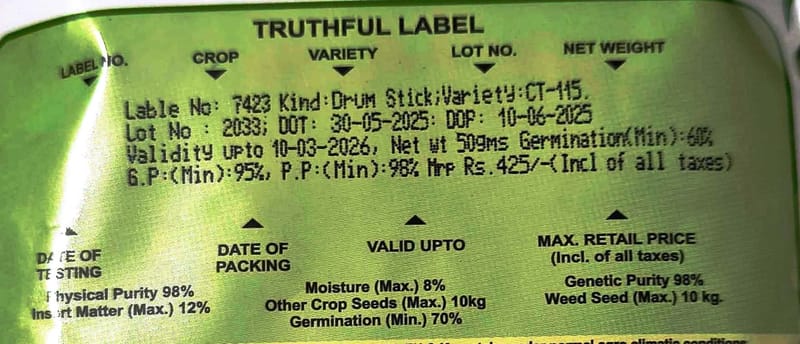 TRUTHFUL LABEL
LABEL NO. CROP VARIETY LOT NO. NET WEIGHT
Lable No: 7423 Kind:Drum Stick;Variety:CT-115.
Lot No : 2033; DOT: 30-05-2025: DOP: 10-06-2025
Validity upto 10-03-2026, Net wt 50gms Germination(Min):60%
G.P:(Min):95%, P.P:(Min):98% Mrp Rs.425/-(Incl of all taxes)
DATE OF TESTING DATE OF PACKING VALID UPTO MAX. RETAIL PRICE (Incl. of all taxes)
Physical Purity 98% Moisture (Max.) 8% Genetic Purity 98%
Insert Matter (Max.) 12% Other Crop Seeds (Max.) 10kg Weed Seed (Max.) 10 kg.
Germination (Min.) 70%
agro climatic conditions